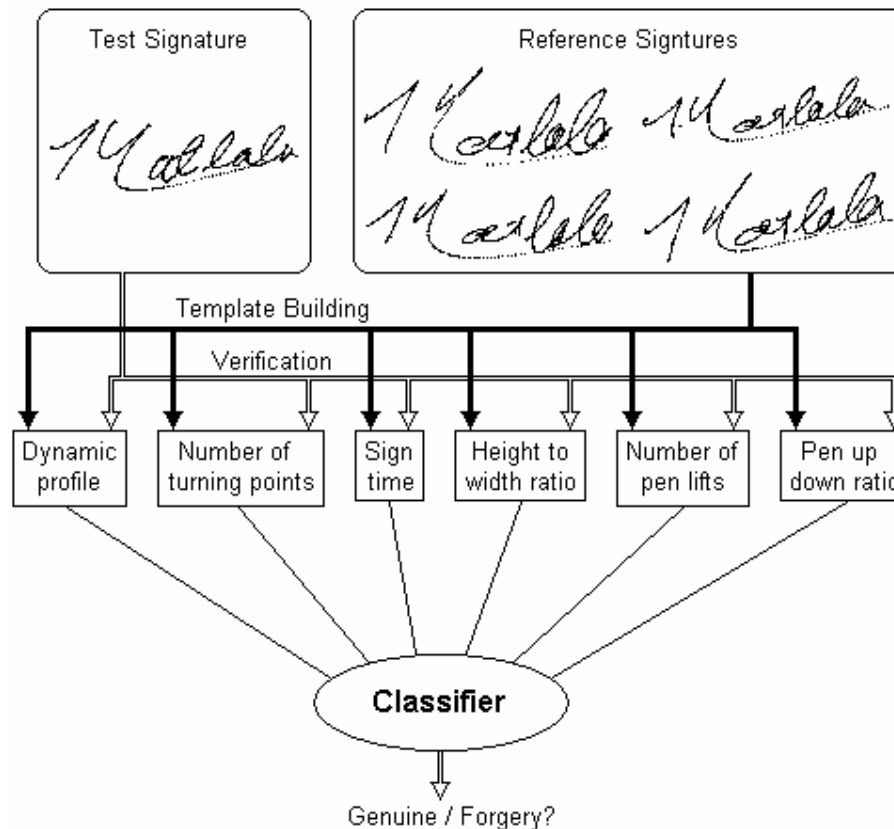 Test Signature
Reference Signtures
Template Building
Verification
Dynamic
profile
Number of
turning points
Sign
time
Height to
width ratio
Number of
pen lifts
Pen up
down ratio
Classifier
Genuine / Forgery?